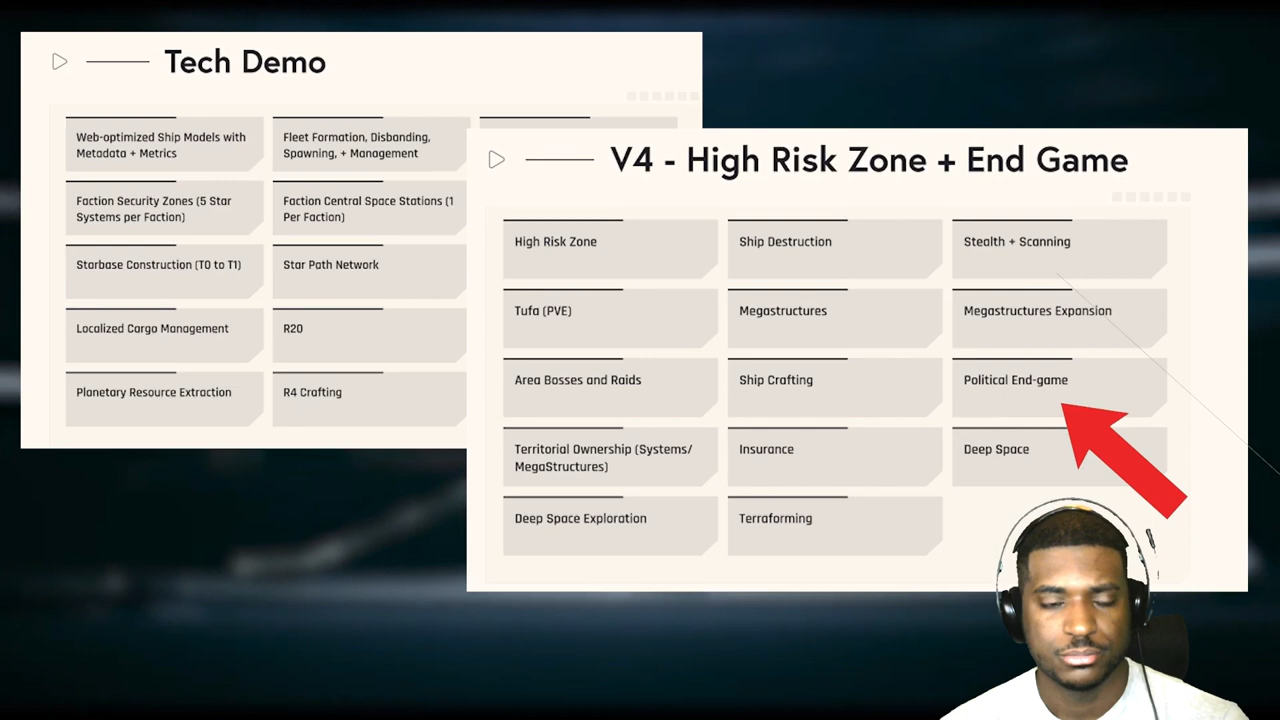 Tech Demo
Web-optimized Ship Models with
Metadata + Metrics
Fleet Formation, Disbanding,
Spawning, + Management
Faction Security Zones (5 Star
Systems per Faction)
Faction Central Space Stations (1
Per Faction)
Starbase Construction (T0 to T1)
Star Path Network
Localized Cargo Management
R20
Planetary Resource Extraction
R4 Crafting
V4 - High Risk Zone + End Game
High Risk Zone
Ship Destruction
Stealth + Scanning
Tufa (PVE)
Megastructures
Megastructures Expansion
Area Bosses and Raids
Ship Crafting
Political End-game
Territorial Ownership (Systems/
MegaStructures)
Insurance
Deep Space
Deep Space Exploration
Terraforming